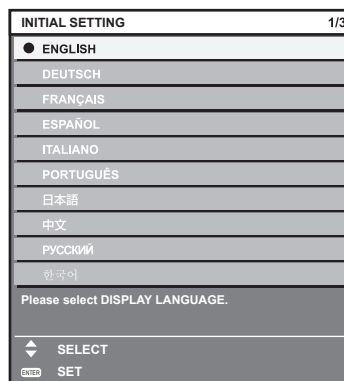 INITIAL SETTING 1/3
ENGLISH
DEUTSCH
FRANÇAIS
ESPAÑOL
ITALIANO
PORTUGUÊS
日本語
中文
РУССКИЙ
한국어
Please select DISPLAY LANGUAGE.
SELECT
ENTER SET